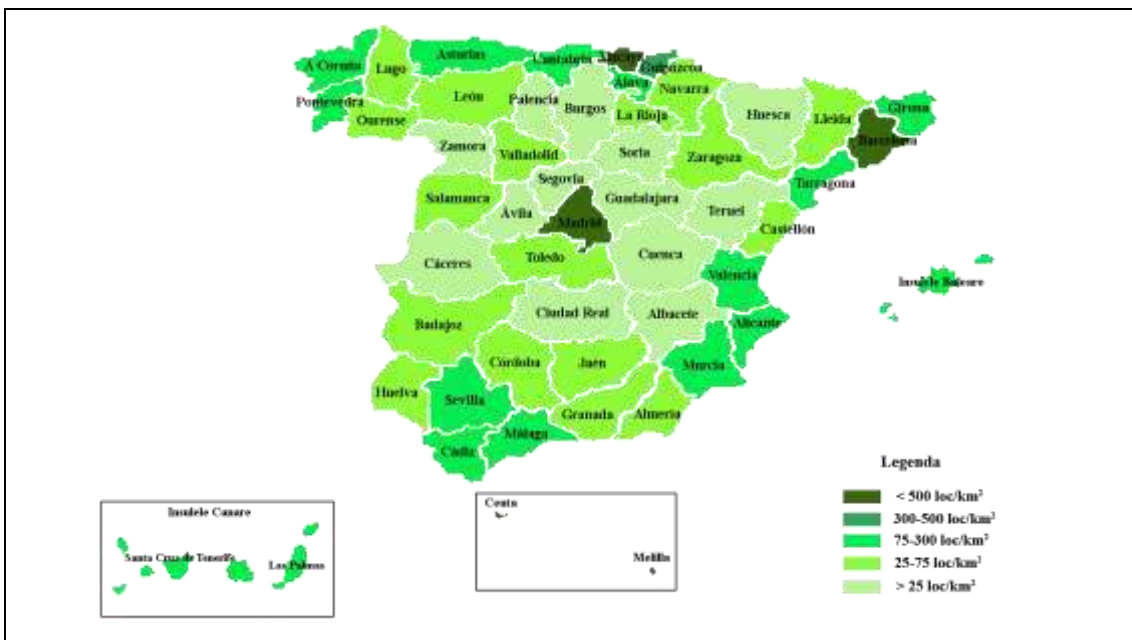 Asturias
Cantabria
Vizcaya
Guipúzcoa
A Coruña
Lugo
Álava
Navarra
León
Palencia
Burgos
La Rioja
Huesca
Lleida
Girona
Pontevedra
Ourense
Barcelona
Zamora
Valladolid
Soria
Zaragoza
Segovia
Tarragona
Salamanca
Guadalajara
Ávila
Teruel
Madrid
Castellón
Cáceres
Toledo
Cuenca
Valencia
Insulele Baleare
Ciudad Real
Albacete
Badajoz
Alicante
Córdoba
Jaen
Murcia
Huelva
Sevilla
Granada
Almería
Málaga
Cádiz
Legenda
< 500 loc/km²
300-500 loc/km²
75-300 loc/km²
25-75 loc/km²
> 25 loc/km²
Insulele Canare
Santa Cruz de Tenerife
Las Palmas
Ceuta
Melilla